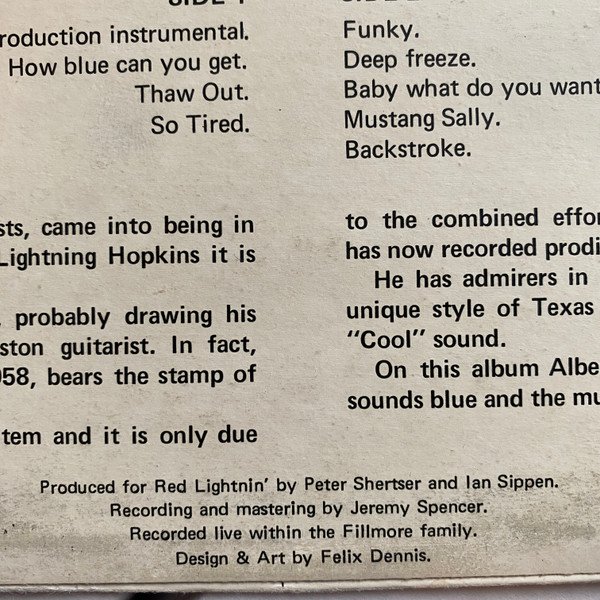 roduction instrumental.
How blue can you get.
Thaw Out.
So Tired.
Funky.
Deep freeze.
Baby what do you want
Mustang Sally.
Backstroke.
sts, came into being in
Lightning Hopkins it is
, probably drawing his
ston guitarist. In fact,
958, bears the stamp of
tem and it is only due
to the combined effor
has now recorded prodi
He has admirers in
unique style of Texas
"Cool" sound.
On this album Albe
sounds blue and the mu
Produced for Red Lightnin' by Peter Shertser and Ian Sippen.
Recording and mastering by Jeremy Spencer.
Recorded live within the Fillmore family.
Design & Art by Felix Dennis.